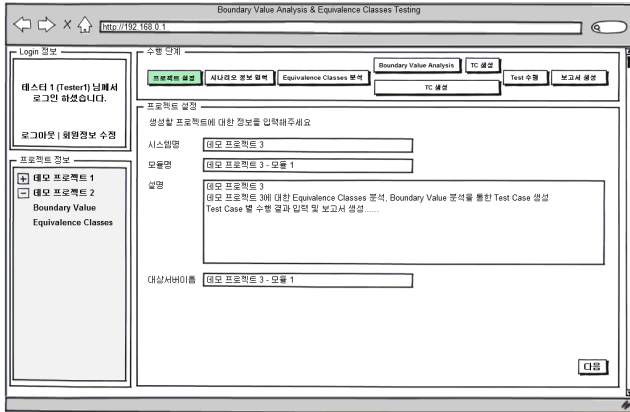 Boundary Value Analysis & Equivalence Classes Testing
http://192.168.0.1
Login 정보
테스터 1 (Tester1) 님께서
로그인 하셨습니다.
로그아웃 | 회원정보 수정
프로젝트 정보
데모 프로젝트 1
데모 프로젝트 2
Boundary Value
Equivalence Classes
수행 단계
프로젝트 설정
시나리오 정보 입력
Equivalence Classes 분석
Boundary Value Analysis
TC 생성
TC 생성
Test 수행
보고서 생성
프로젝트 설정
생성할 프로젝트에 대한 정보를 입력해주세요
시스템명 데모 프로젝트 3
모듈명 데모 프로젝트 3 - 모듈 1
설명 데모 프로젝트 3
데모 프로젝트 3에 대한 Equivalence Classes 분석, Boundary Value 분석를 통한 Test Case 생성
Test Case 별 수행 결과 입력 및 보고서 생성......
대상서버이름 데모 프로젝트 3 - 모듈 1
다음